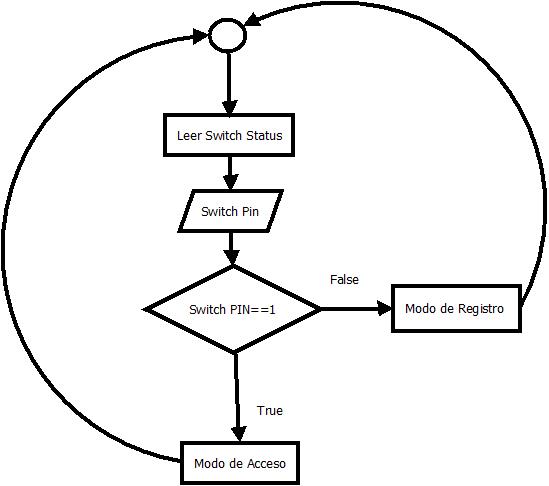 Leer Switch Status
Switch Pin
Switch PIN==1
False
Modo de Registro
True
Modo de Acceso